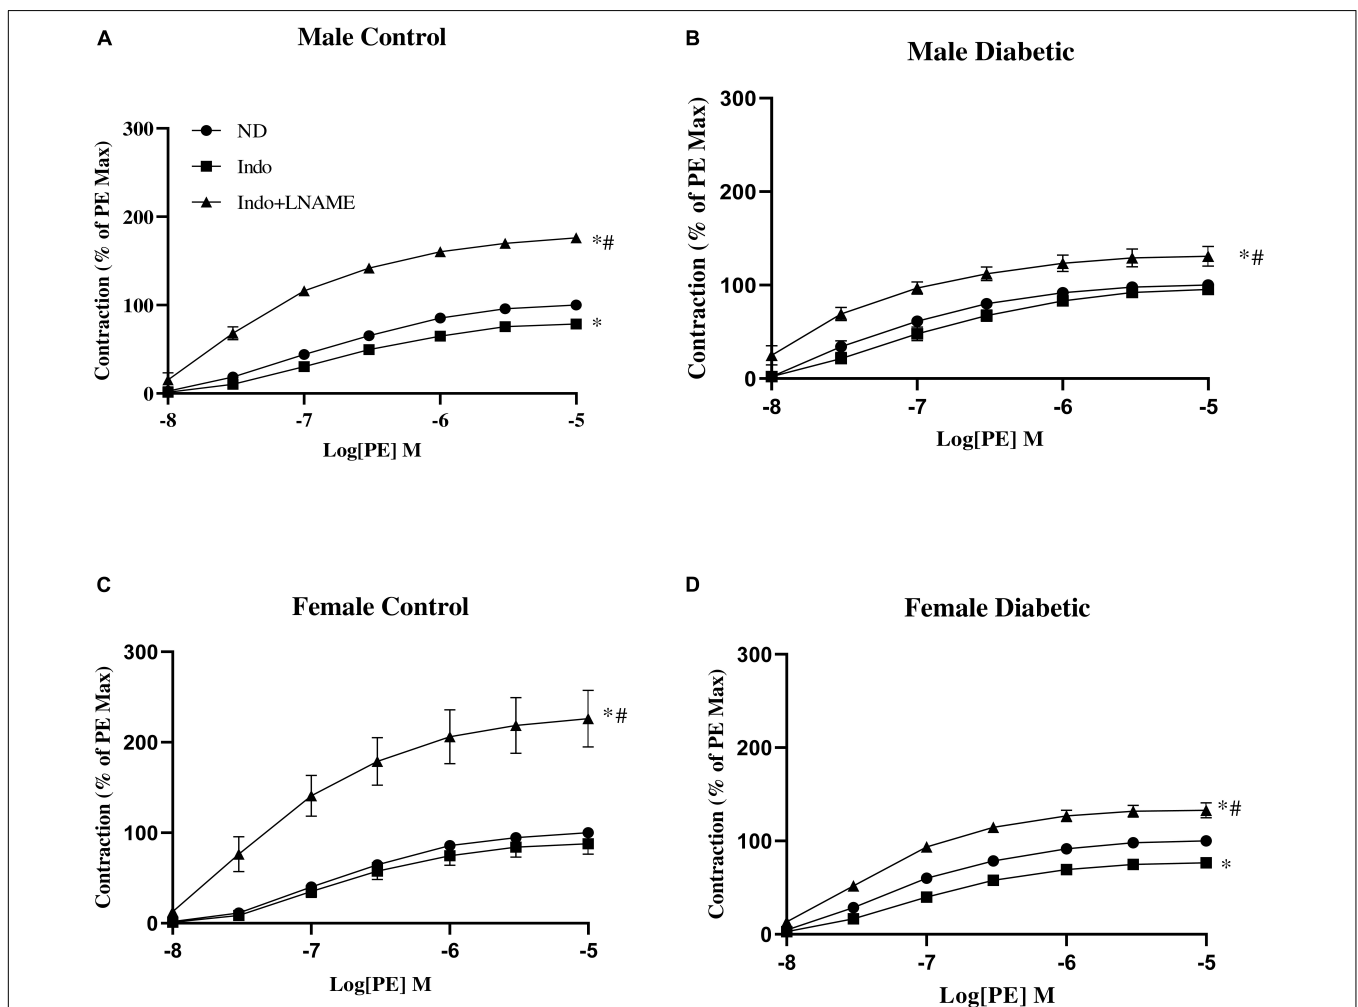 A
Male Control
300
200
100
0
Contraction (% of PE Max)
ND
Indo
Indo+LNAME
*#
*
-8 -7 -6 -5
Log[PE] M
B
Male Diabetic
300
200
100
0
Contraction (% of PE Max)
*#
-8 -7 -6 -5
Log[PE] M
C
Female Control
300
200
100
0
Contraction (% of PE Max)
*#
-8 -7 -6 -5
Log[PE] M
D
Female Diabetic
300
200
100
0
Contraction (% of PE Max)
*#
*
-8 -7 -6 -5
Log[PE] M